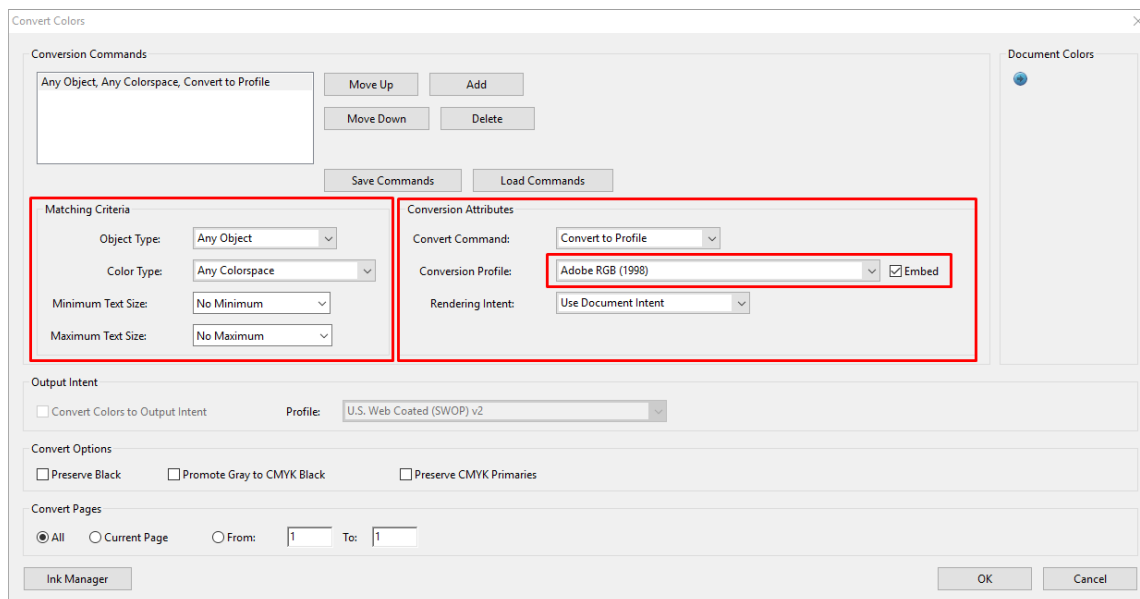 Convert Colors
Conversion Commands
Document Colors
Any Object, Any Colorspace, Convert to Profile
Move Up
Add
Move Down
Delete
Save Commands
Load Commands
Matching Criteria
Object Type: Any Object
Color Type: Any Colorspace
Minimum Text Size: No Minimum
Maximum Text Size: No Maximum
Conversion Attributes
Convert Command: Convert to Profile
Conversion Profile: Adobe RGB (1998) Embed
Rendering Intent: Use Document Intent
Output Intent
Convert Colors to Output Intent Profile: U.S. Web Coated (SWOP) v2
Convert Options
Preserve Black Promote Gray to CMYK Black Preserve CMYK Primaries
Convert Pages
All Current Page From: 1 To: 1
Ink Manager OK Cancel